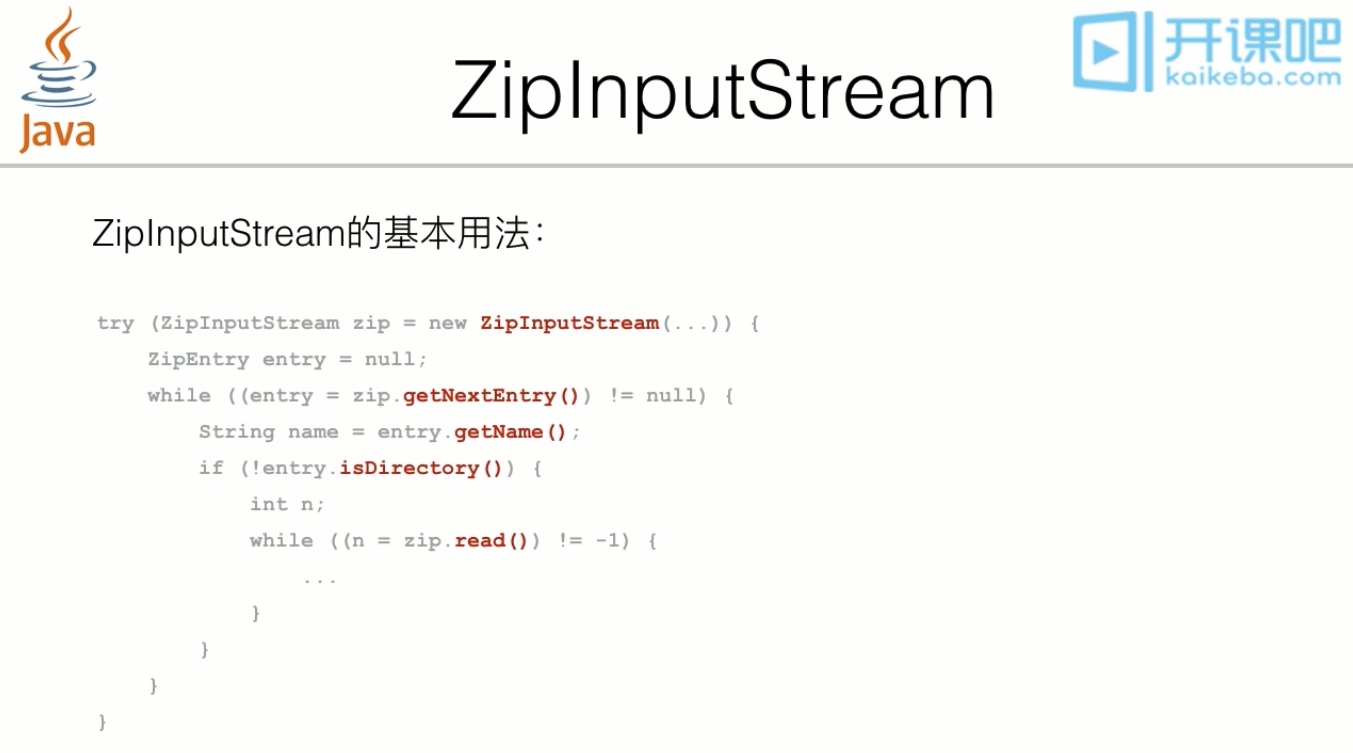 Java
ZipInputStream
开课吧
kaikeba.com
ZipInputStream的基本用法：
try (ZipInputStream zip = new ZipInputStream(...)) {
    ZipEntry entry = null;
    while ((entry = zip.getNextEntry()) != null) {
        String name = entry.getName();
        if (!entry.isDirectory()) {
            int n;
            while ((n = zip.read()) != -1) {
                ...
            }
        }
    }
}